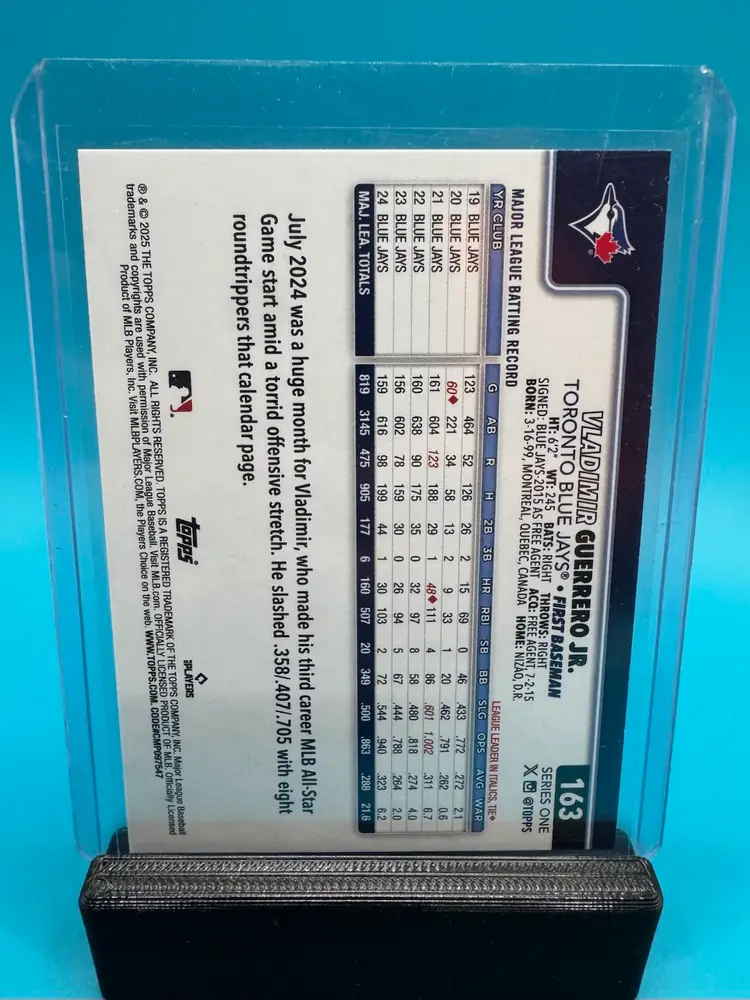 163
SERIES ONE
X @TOPPS
VLADIMIR GUERRERO JR.
TORONTO BLUE JAYS® • FIRST BASEMAN
HT: 6'2" WT: 245 BATS: RIGHT THROWS: RIGHT
SIGNED: BLUE JAYS-2015 AS FREE AGENT ACQ: FREE AGENT, 7-2-15
BORN: 3-16-99, MONTREAL, QUEBEC, CANADA HOME: NIZAO, D.R.
MAJOR LEAGUE BATTING RECORD LEAGUE LEADER IN ITALICS, TIE♦
YR CLUB G AB R H 2B 3B HR RBI SB BB SLG OPS AVG WAR
19 BLUE JAYS 123 464 52 126 26 2 15 69 0 46 .433 .772 .272 2.1
20 BLUE JAYS 60♦ 221 34 58 13 2 9 33 1 20 .462 .791 .262 0.6
21 BLUE JAYS 161 604 123 188 29 1 48♦ 111 4 86 .601 1.002 .311 6.7
22 BLUE JAYS 160 638 90 175 35 0 32 97 8 58 .480 .818 .274 4.0
23 BLUE JAYS 156 602 78 159 30 0 26 94 5 67 .444 .788 .264 2.0
24 BLUE JAYS 159 616 98 199 44 1 30 103 2 72 .544 .940 .323 6.2
MAJ. LEA. TOTALS 819 3145 475 905 177 6 160 507 20 349 .500 .863 .288 21.6
July 2024 was a huge month for Vladimir, who made his third career MLB All-Star
Game start amid a torrid offensive stretch. He slashed .358/.407/.705 with eight
roundtrippers that calendar page.
topps
PLAYERS
® & © 2025 THE TOPPS COMPANY, INC. ALL RIGHTS RESERVED. TOPPS IS A REGISTERED TRADEMARK OF THE TOPPS COMPANY, INC. Major League Baseball
trademarks and copyrights are used with permission of Major League Baseball. Visit MLB.com. OFFICIALLY LICENSED PRODUCT OF MLB. Officially Licensed
Product of MLB Players, Inc. Visit MLBPLAYERS.COM, the Players Choice on the web. WWW.TOPPS.COM. CODE#CMP097547